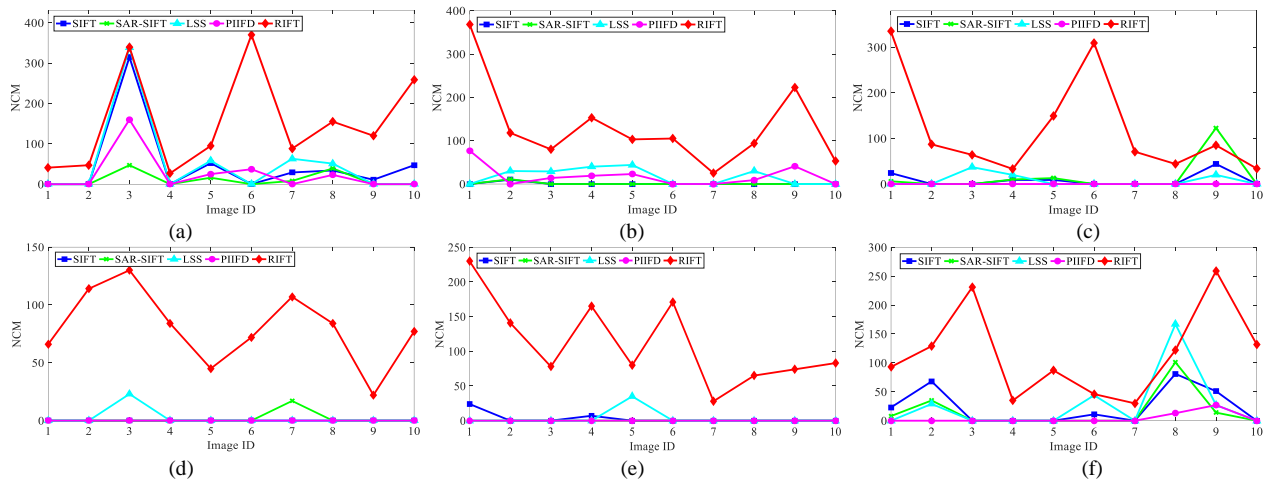 SIFT SAR-SIFT LSS PIIFD RIFT
NCM
400
300
200
100
0
1 2 3 4 5 6 7 8 9 10
Image ID
(a)
SIFT SAR-SIFT LSS PIIFD RIFT
NCM
400
300
200
100
0
1 2 3 4 5 6 7 8 9 10
Image ID
(b)
SIFT SAR-SIFT LSS PIIFD RIFT
NCM
300
200
100
0
1 2 3 4 5 6 7 8 9 10
Image ID
(c)
SIFT SAR-SIFT LSS PIIFD RIFT
NCM
150
100
50
0
1 2 3 4 5 6 7 8 9 10
Image ID
(d)
SIFT SAR-SIFT LSS PIIFD RIFT
NCM
250
200
150
100
50
0
1 2 3 4 5 6 7 8 9 10
Image ID
(e)
SIFT SAR-SIFT LSS PIIFD RIFT
NCM
300
250
200
150
100
50
0
1 2 3 4 5 6 7 8 9 10
Image ID
(f)